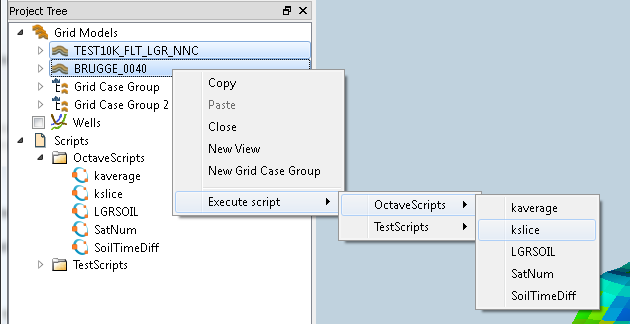 Project Tree
Grid Models
TEST10K_FLT_LGR_NNC
BRUGGE_0040
Grid Case Group
Grid Case Group 2
Wells
Scripts
OctaveScripts
kaverage
kslice
LGRSOIL
SatNum
SoilTimeDiff
TestScripts
Copy
Paste
Close
New View
New Grid Case Group
Execute script
OctaveScripts
TestScripts
kaverage
kslice
LGRSOIL
SatNum
SoilTimeDiff